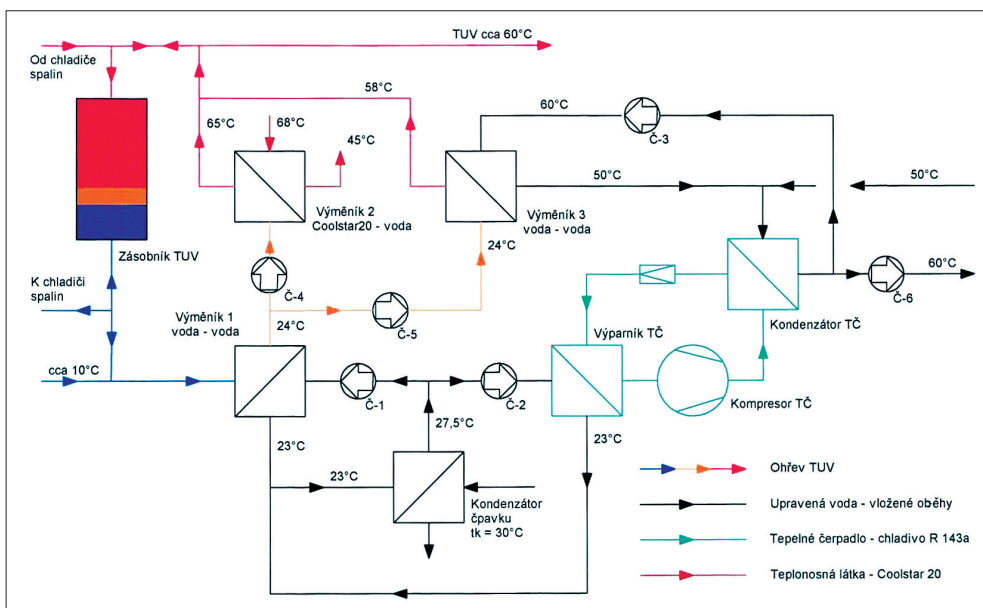 TUV cca 60°C
Od chladiče
spalin
58°C
60°C
Č-3
65°C
68°C
45°C
50°C
50°C
Výměník 2
Coolstar20 - voda
Výměník 3
voda - voda
24°C
Zásobník TUV
K chladiči
spalin
Č-4
Č-5
60°C
Č-6
Kondenzátor TČ
Výměník 1
voda - voda
24°C
Výparník TČ
cca 10°C
Č-1
Č-2
Kompresor TČ
27,5°C
23°C
23°C
23°C
Kondenzátor
čpavku
tk = 30°C
Ohřev TUV
Upravená voda - vložené oběhy
Tepelné čerpadlo - chladivo R 143a
Teplonosná látka - Coolstar 20